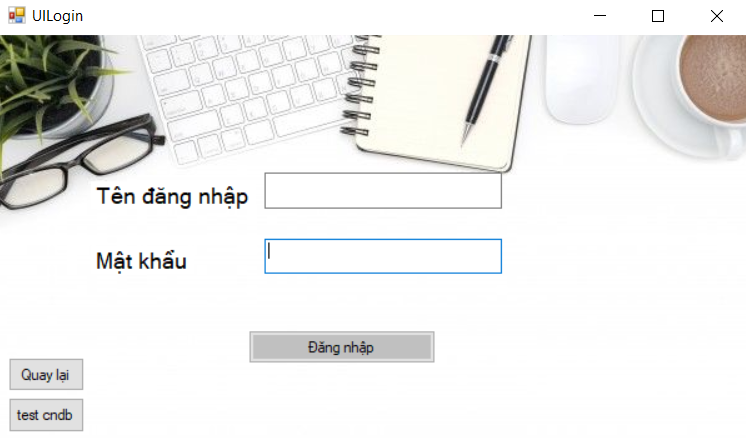 UILogin
Tên đăng nhập
Mật khẩu
Đăng nhập
Quay lại
test cndb